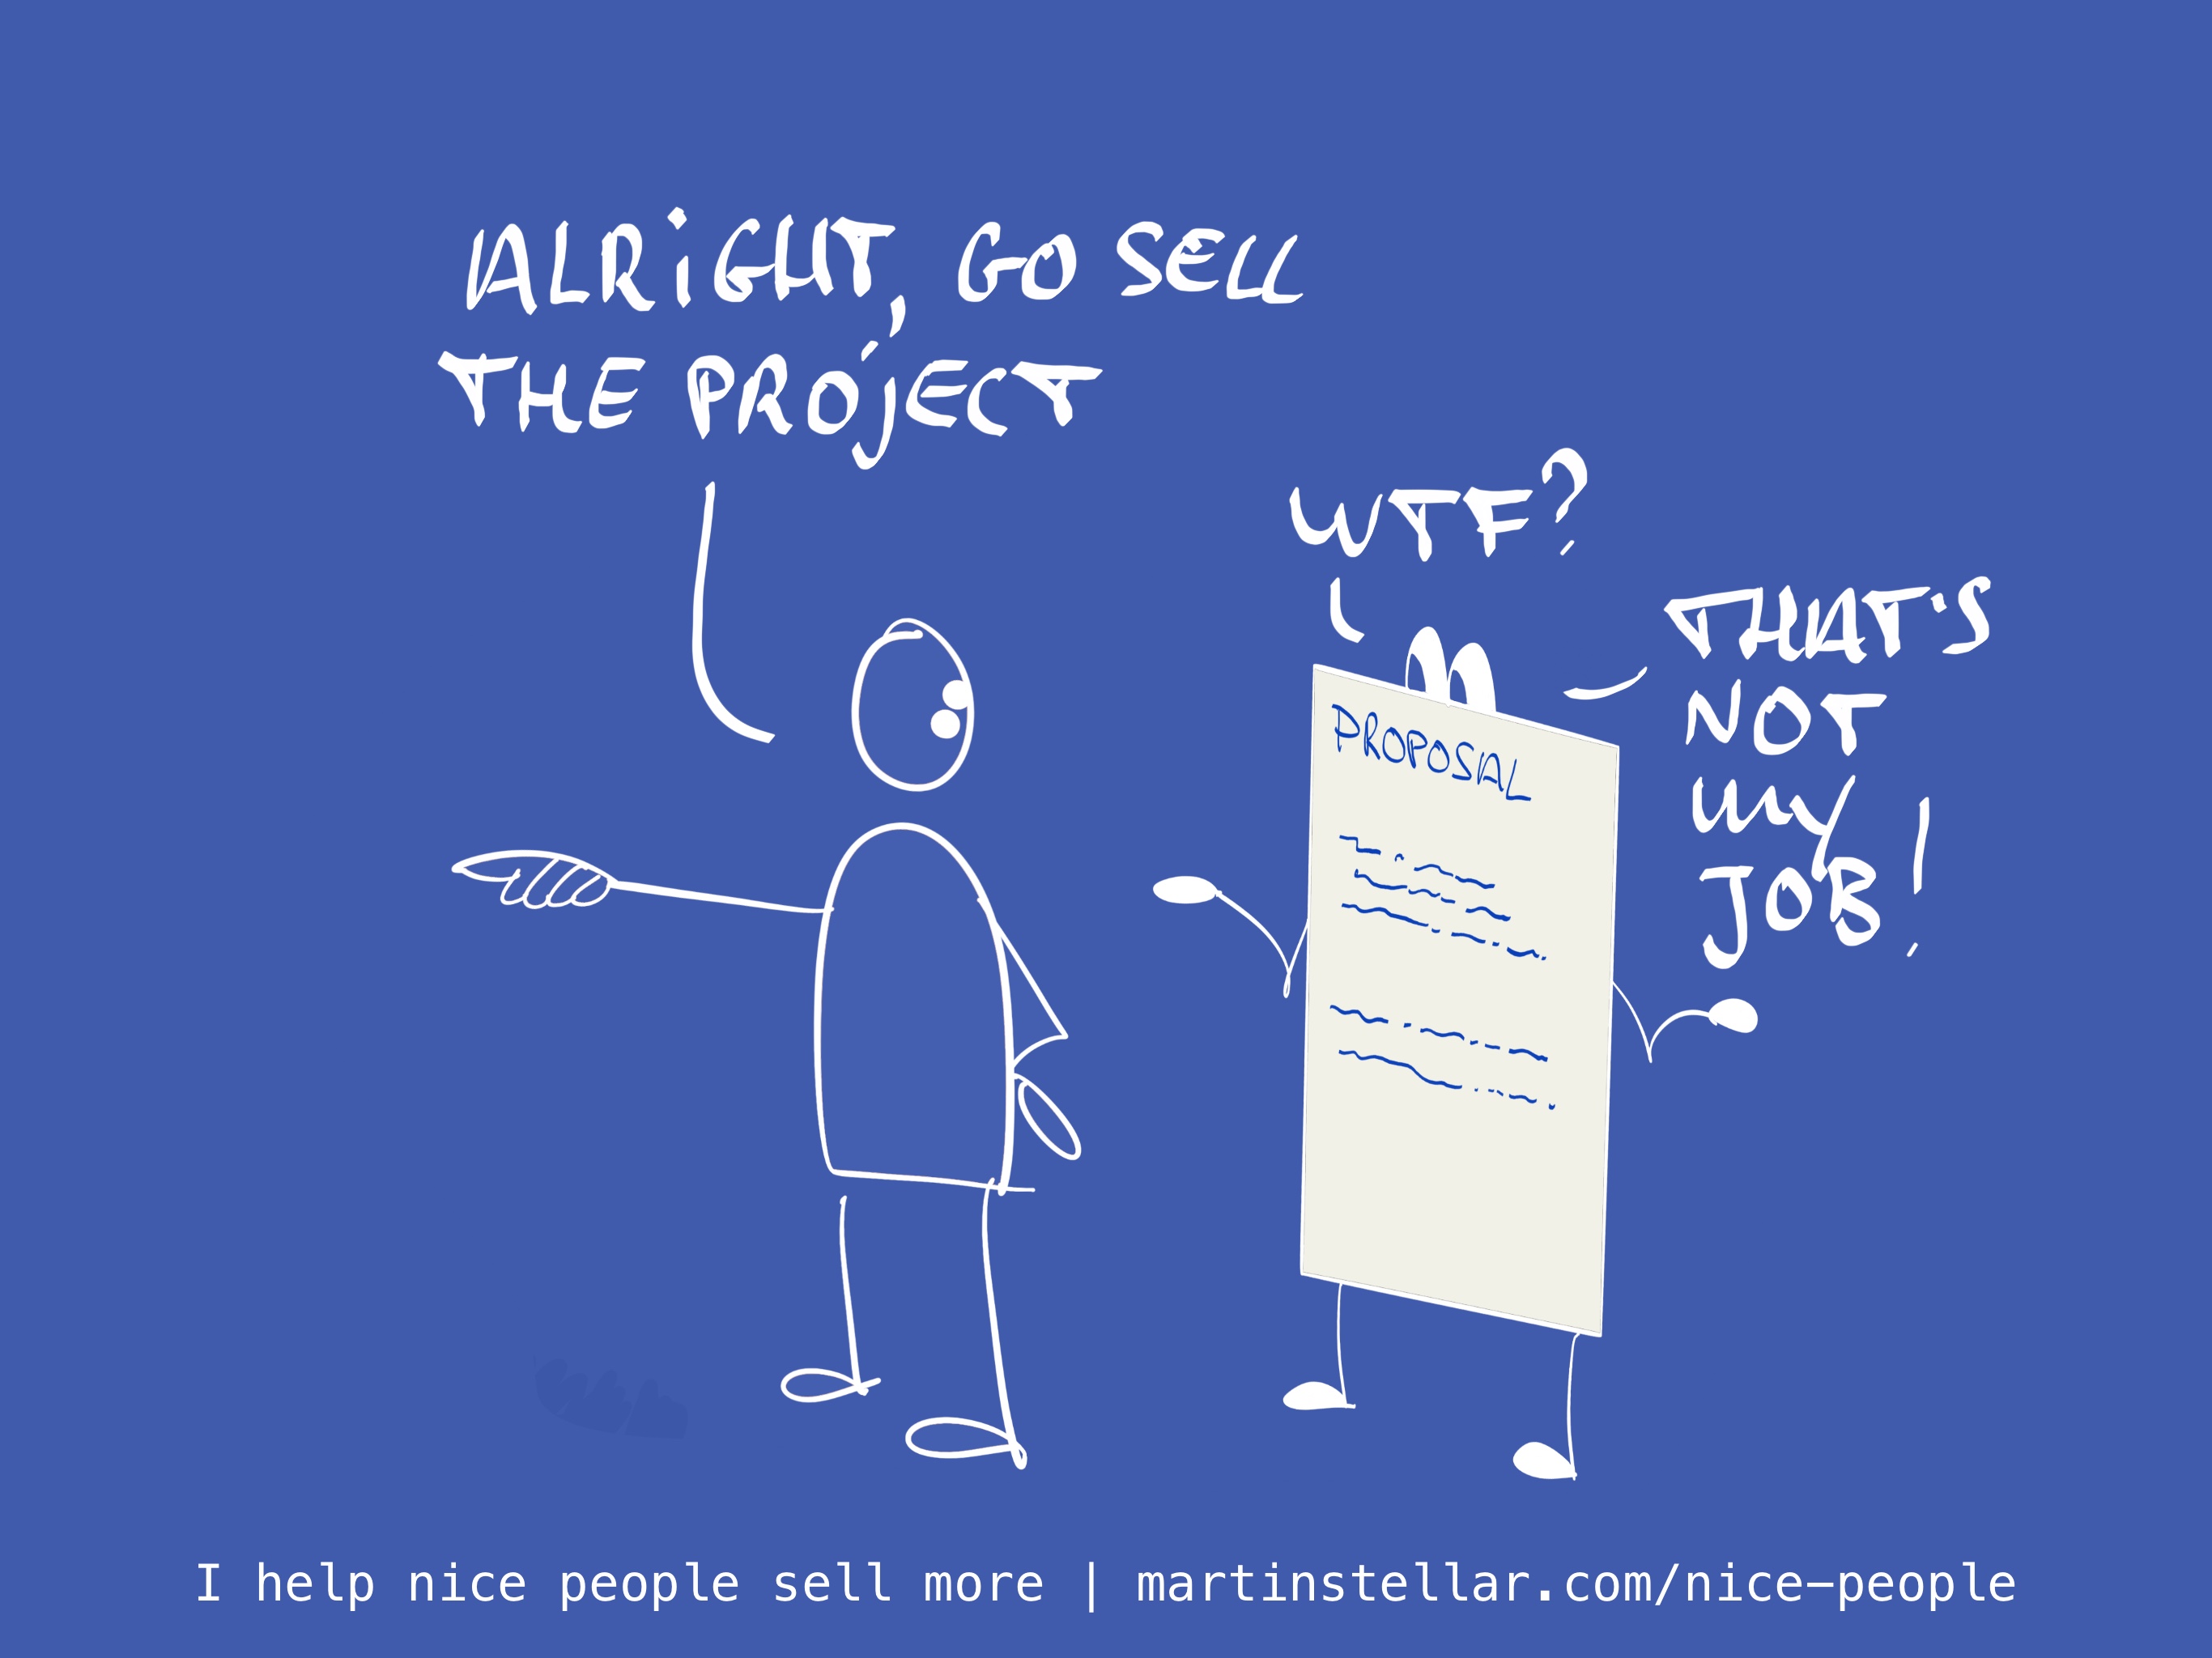 ALRiGHT, GO SELL
THE PROjECT
WTF?
THAT'S
NOT
MY
JOB!
PROPOSAL
I help nice people sell more | martinstellar.com/nice-people